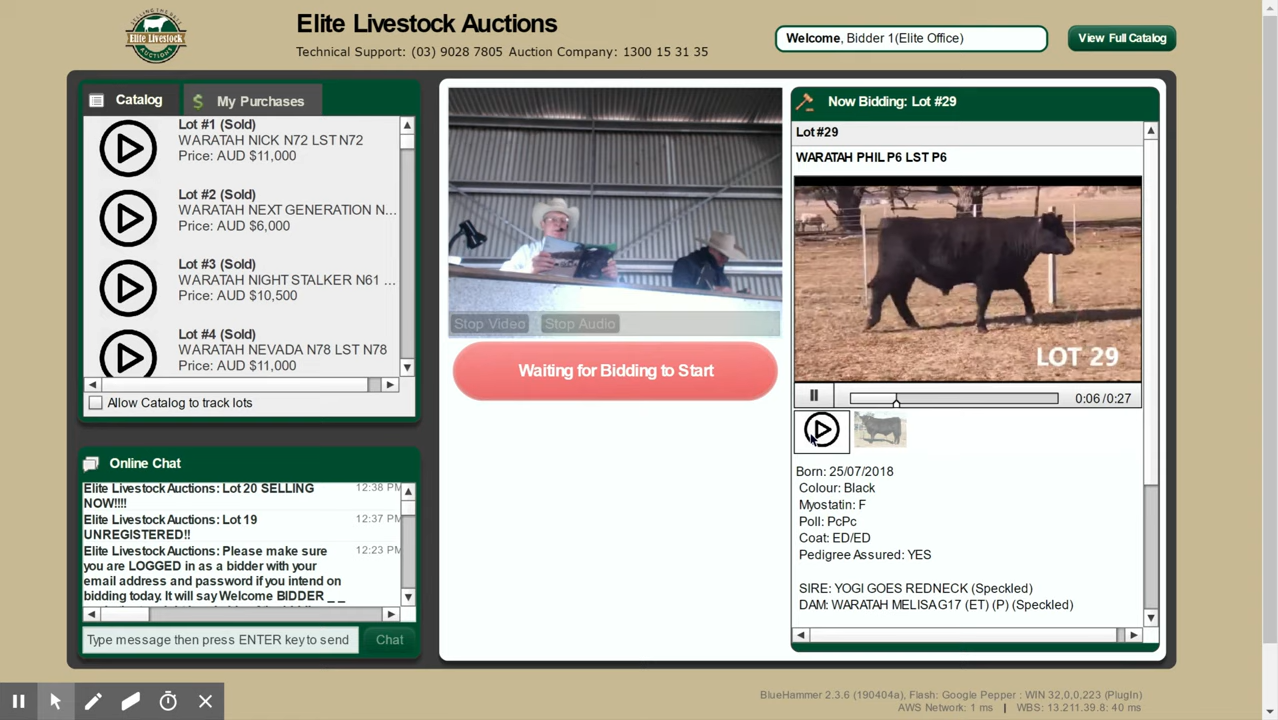 SELLING THE BEST
Elite Livestock
AUCTIONS
Elite Livestock Auctions
Technical Support: (03) 9028 7805 Auction Company: 1300 15 31 35
Welcome, Bidder 1(Elite Office)
View Full Catalog
Catalog
$ My Purchases
Lot #1 (Sold)
WARATAH NICK N72 LST N72
Price: AUD $11,000
Lot #2 (Sold)
WARATAH NEXT GENERATION N...
Price: AUD $6,000
Lot #3 (Sold)
WARATAH NIGHT STALKER N61 ...
Price: AUD $10,500
Lot #4 (Sold)
WARATAH NEVADA N78 LST N78
Price: AUD $11,000
Allow Catalog to track lots
Online Chat
Elite Livestock Auctions: Lot 20 SELLING 12:38 PM
NOW!!!!
Elite Livestock Auctions: Lot 19 12:37 PM
UNREGISTERED!!
Elite Livestock Auctions: Please make sure 12:23 PM
you are LOGGED in as a bidder with your
email address and password if you intend on
bidding today. It will say Welcome BIDDER _ _
Type message then press ENTER key to send
Chat
Stop Video Stop Audio
Waiting for Bidding to Start
Now Bidding: Lot #29
Lot #29
WARATAH PHIL P6 LST P6
LOT 29
0:06 / 0:27
Born: 25/07/2018
Colour: Black
Myostatin: F
Poll: PcPc
Coat: ED/ED
Pedigree Assured: YES
SIRE: YOGI GOES REDNECK (Speckled)
DAM: WARATAH MELISA G17 (ET) (P) (Speckled)
BlueHammer 2.3.6 (190404a), Flash: Google Pepper : WIN 32,0,0,223 (PlugIn)
AWS Network: 1 ms | WBS: 13.211.39.8: 40 ms